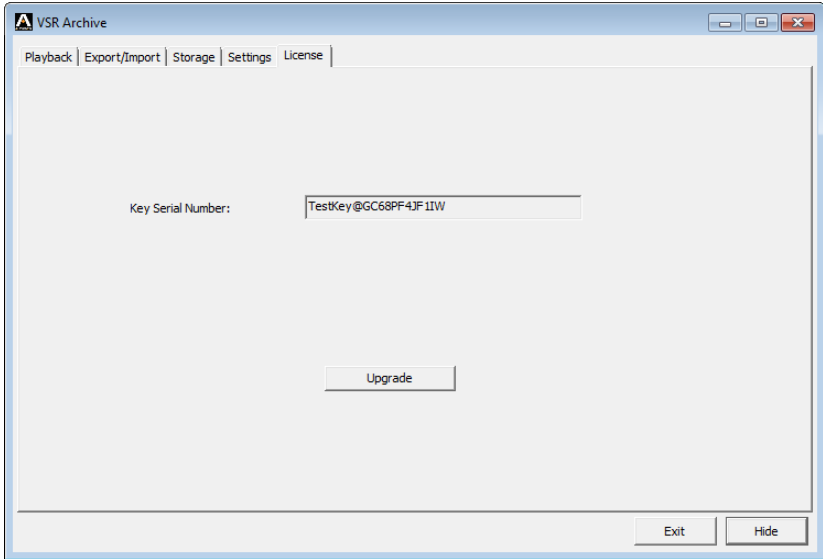 VSR Archive
Playback Export/Import Storage Settings License
Key Serial Number: TestKey@GC68PF4JF1IW
Upgrade
Exit Hide